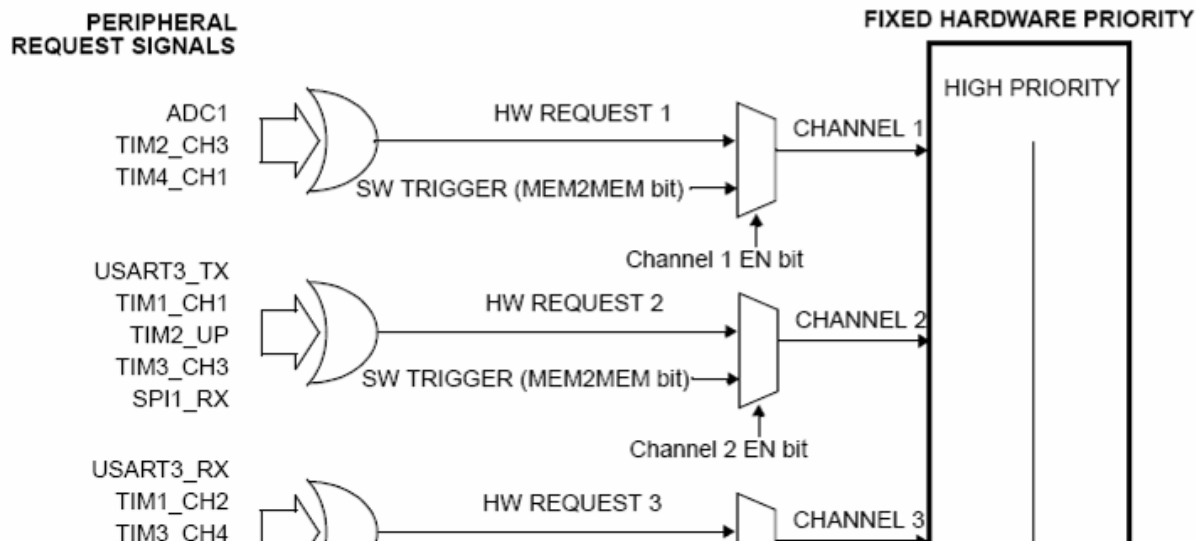 PERIPHERAL
REQUEST SIGNALS
FIXED HARDWARE PRIORITY
HIGH PRIORITY
ADC1
TIM2_CH3
TIM4_CH1
HW REQUEST 1
SW TRIGGER (MEM2MEM bit)
CHANNEL 1
Channel 1 EN bit
USART3_TX
TIM1_CH1
TIM2_UP
TIM3_CH3
SPI1_RX
HW REQUEST 2
SW TRIGGER (MEM2MEM bit)
CHANNEL 2
Channel 2 EN bit
USART3_RX
TIM1_CH2
TIM3_CH4
HW REQUEST 3
CHANNEL 3